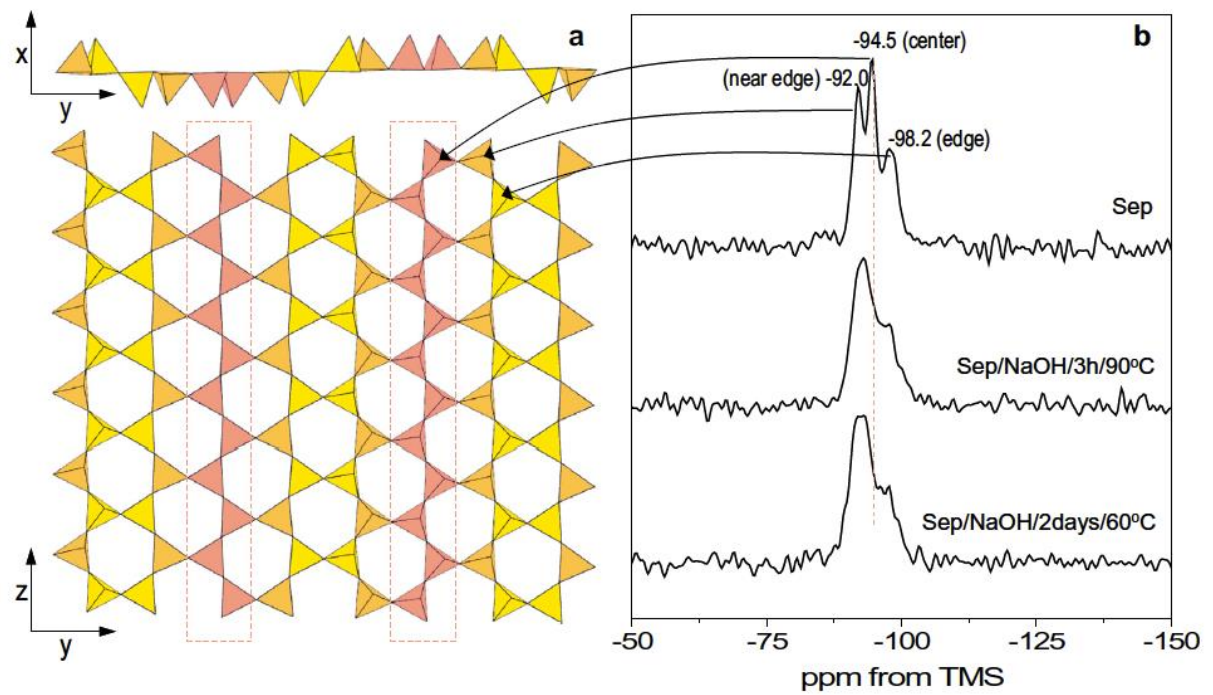 x
y
a
b
-94.5 (center)
(near edge) -92.0
-98.2 (edge)
Sep
Sep/NaOH/3h/90ºC
Sep/NaOH/2days/60ºC
z
y
-50 -75 -100 -125 -150
ppm from TMS